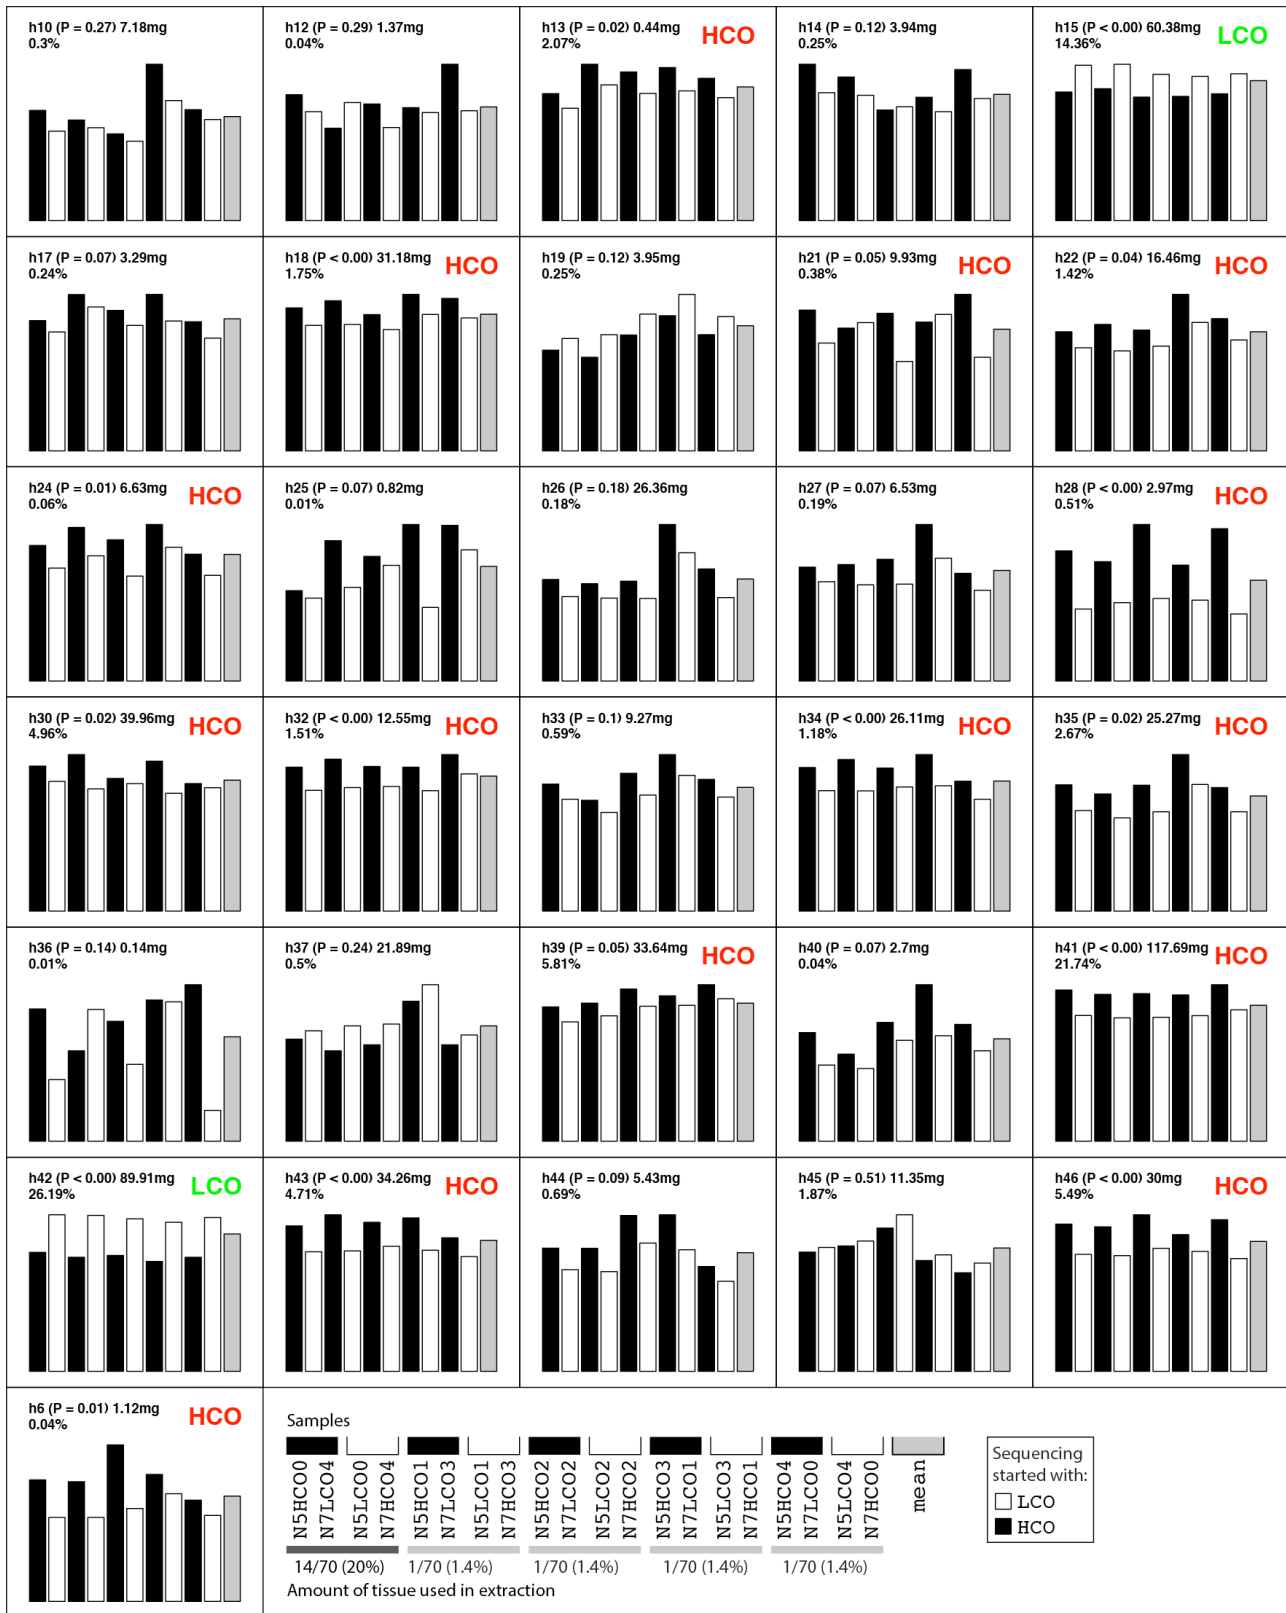 h10 (P = 0.27) 7.18mg
0.3%
h12 (P = 0.29) 1.37mg
0.04%
h13 (P = 0.02) 0.44mg
2.07%
HCO
h14 (P = 0.12) 3.94mg
0.25%
h15 (P < 0.00) 60.38mg
14.36%
LCO
h17 (P = 0.07) 3.29mg
0.24%
h18 (P < 0.00) 31.18mg
1.75%
HCO
h19 (P = 0.12) 3.95mg
0.25%
h21 (P = 0.05) 9.93mg
0.38%
HCO
h22 (P = 0.04) 16.46mg
1.42%
HCO
h24 (P = 0.01) 6.63mg
0.06%
HCO
h25 (P = 0.07) 0.82mg
0.01%
h26 (P = 0.18) 26.36mg
0.18%
h27 (P = 0.07) 6.53mg
0.19%
h28 (P < 0.00) 2.97mg
0.51%
HCO
h30 (P = 0.02) 39.96mg
4.96%
HCO
h32 (P < 0.00) 12.55mg
1.51%
HCO
h33 (P = 0.1) 9.27mg
0.59%
h34 (P < 0.00) 26.11mg
1.18%
HCO
h35 (P = 0.02) 25.27mg
2.67%
HCO
h36 (P = 0.14) 0.14mg
0.01%
h37 (P = 0.24) 21.89mg
0.5%
h39 (P = 0.05) 33.64mg
5.81%
HCO
h40 (P = 0.07) 2.7mg
0.04%
h41 (P < 0.00) 117.69mg
21.74%
HCO
h42 (P < 0.00) 89.91mg
26.19%
LCO
h43 (P < 0.00) 34.26mg
4.71%
HCO
h44 (P = 0.09) 5.43mg
0.69%
h45 (P = 0.51) 11.35mg
1.87%
h46 (P < 0.00) 30mg
5.49%
HCO
h6 (P = 0.01) 1.12mg
0.04%
HCO
Samples
N5HCO0
N7LCO4
N5LCO0
N7HCO4
N5HCO1
N7LCO3
N5LCO1
N7HCO3
N5HCO2
N7LCO2
N5LCO2
N7HCO2
N5HCO3
N7LCO1
N5LCO3
N7HCO1
N5HCO4
N7LCO0
N5LCO4
N7HCO0
mean
14/70 (20%)
1/70 (1.4%)
1/70 (1.4%)
1/70 (1.4%)
1/70 (1.4%)
Amount of tissue used in extraction
Sequencing
started with:
LCO
HCO